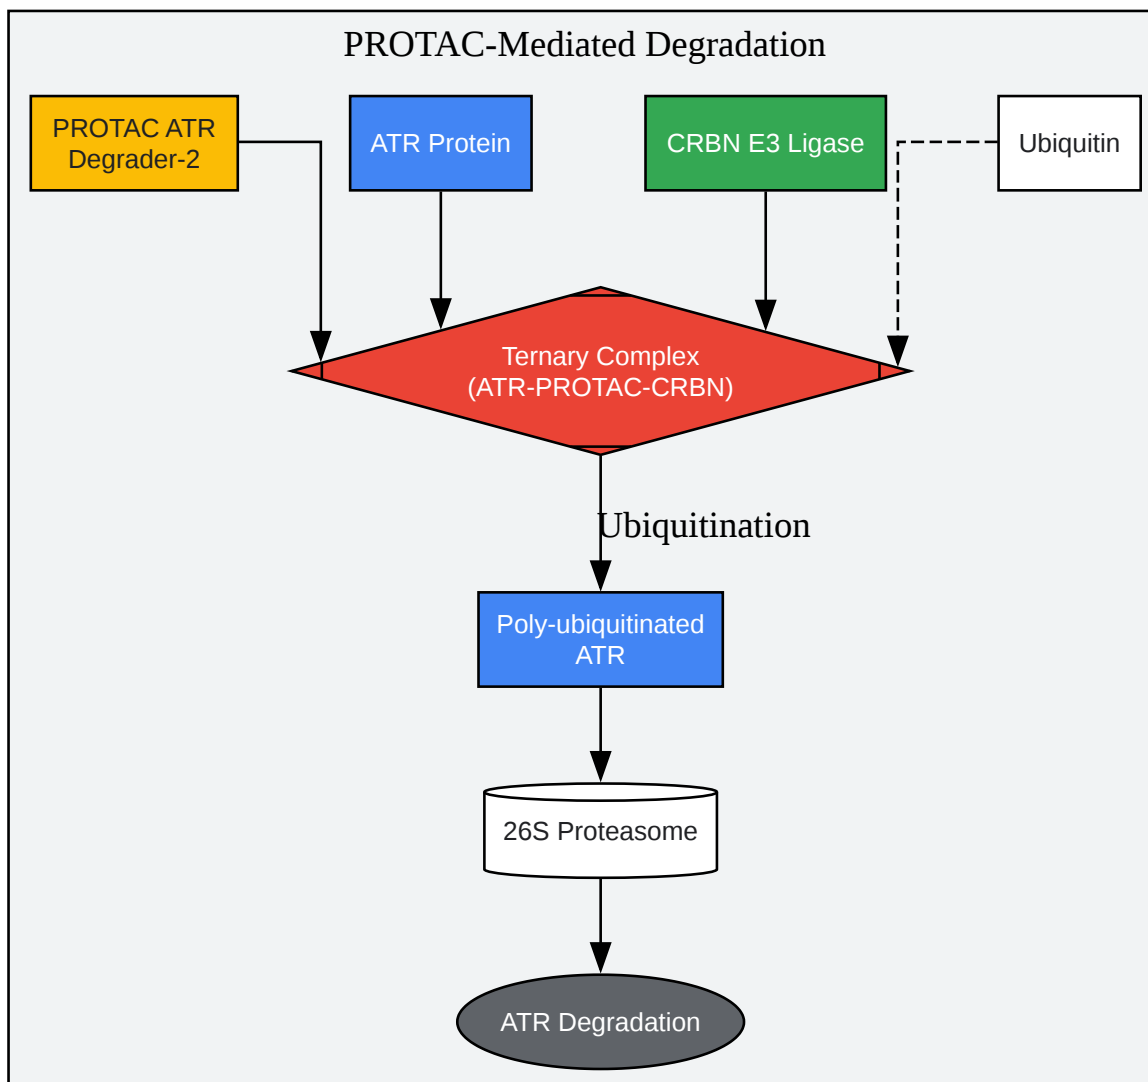 PROTAC-Mediated Degradation
PROTAC ATR
Degrader-2
ATR Protein
CRBN E3 Ligase
Ubiquitin
Ternary Complex
(ATR-PROTAC-CRBN)
Ubiquitination
Poly-ubiquitinated
ATR
26S Proteasome
ATR Degradation